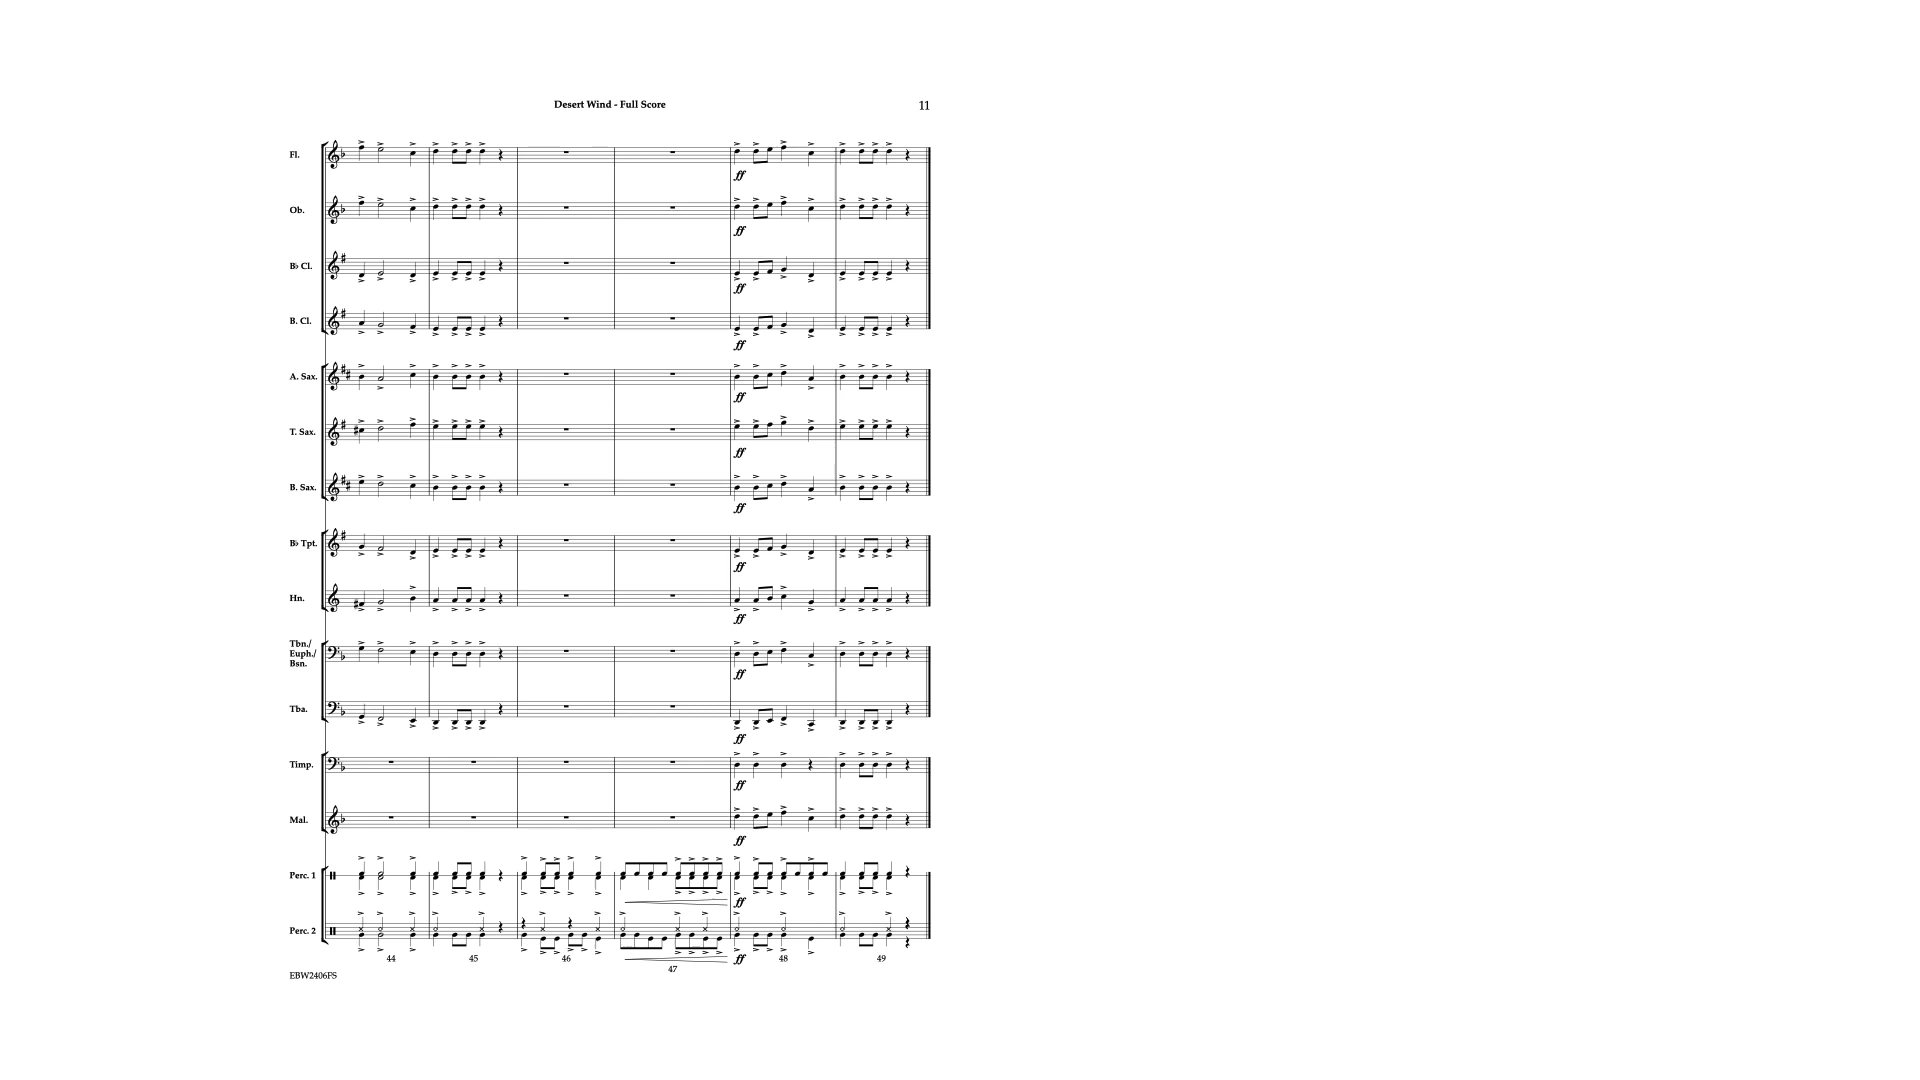 Desert Wind - Full Score
11
Fl.
ff
Ob.
ff
B♭ Cl.
ff
B. Cl.
ff
A. Sax.
ff
T. Sax.
ff
B. Sax.
ff
B♭ Tpt.
ff
Hn.
ff
Tbn./
Euph./
Bsn.
ff
Tba.
ff
Timp.
ff
Mal.
ff
Perc. 1
ff
Perc. 2
ff
44 45 46 47 48 49
EBW2406FS